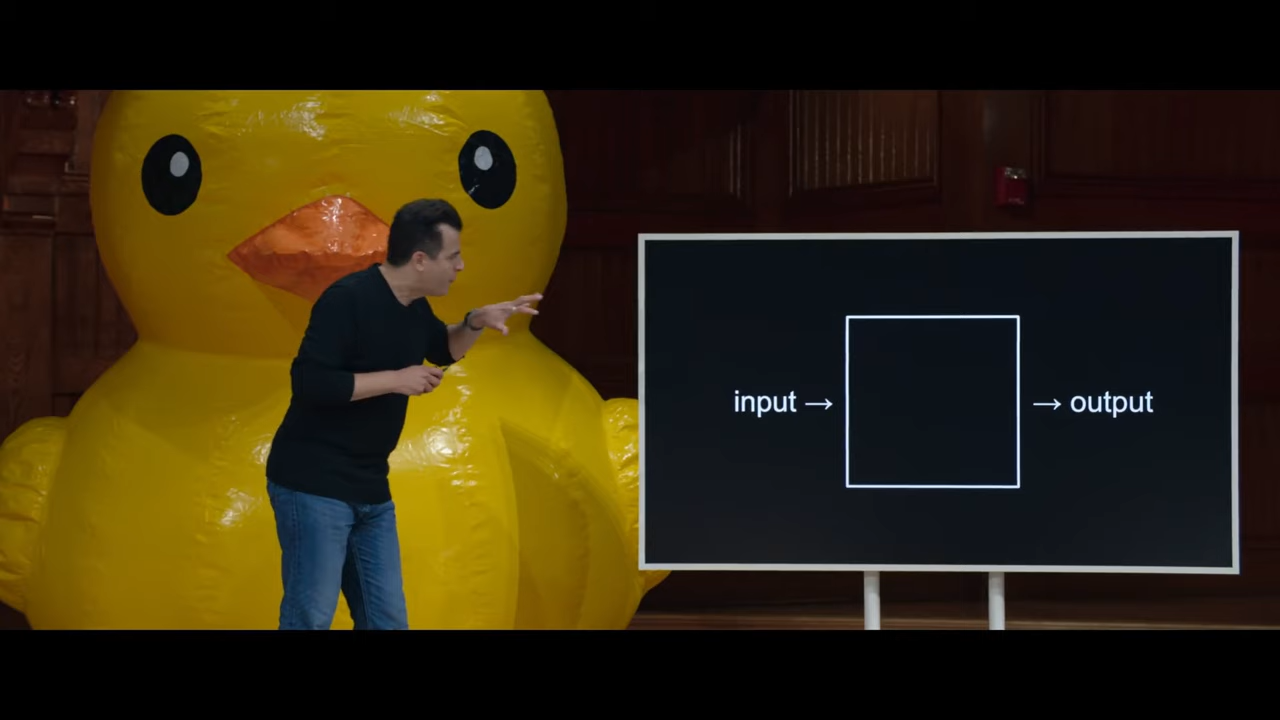 input → → output